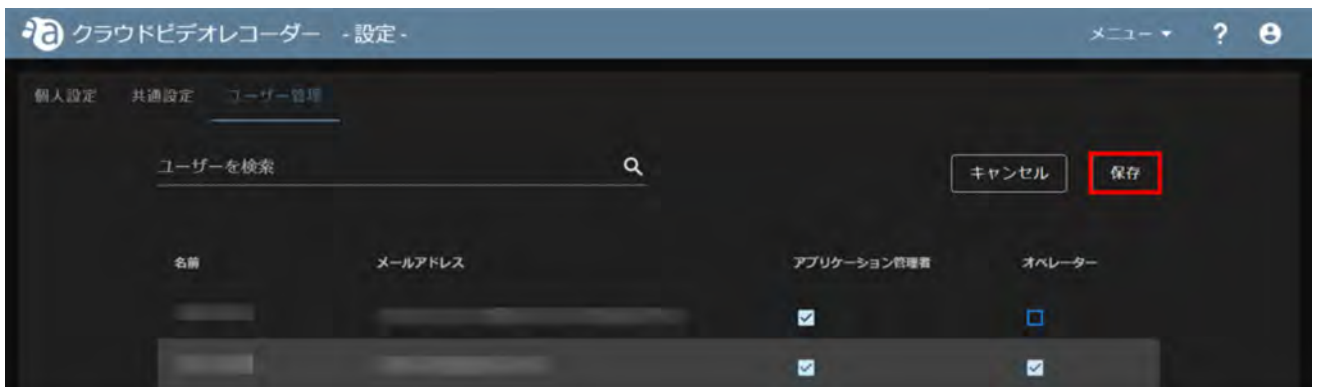 クラウドビデオレコーダー - 設定 - メニュー ?
個人設定 共通設定 ユーザー管理
ユーザーを検索 キャンセル 保存
名前 メールアドレス アプリケーション管理者 オペレーター